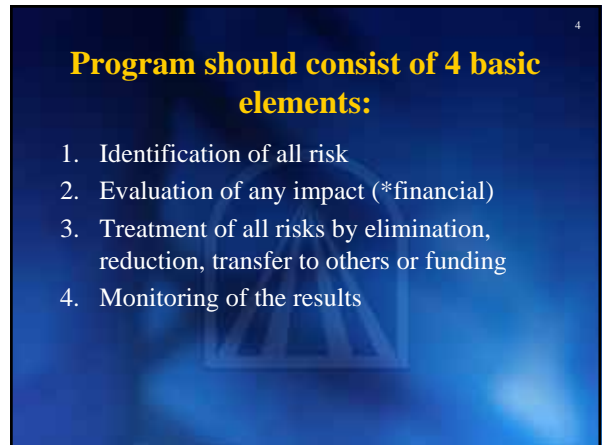 4
Program should consist of 4 basic
elements:
1. Identification of all risk
2. Evaluation of any impact (*financial)
3. Treatment of all risks by elimination,
reduction, transfer to others or funding
4. Monitoring of the results